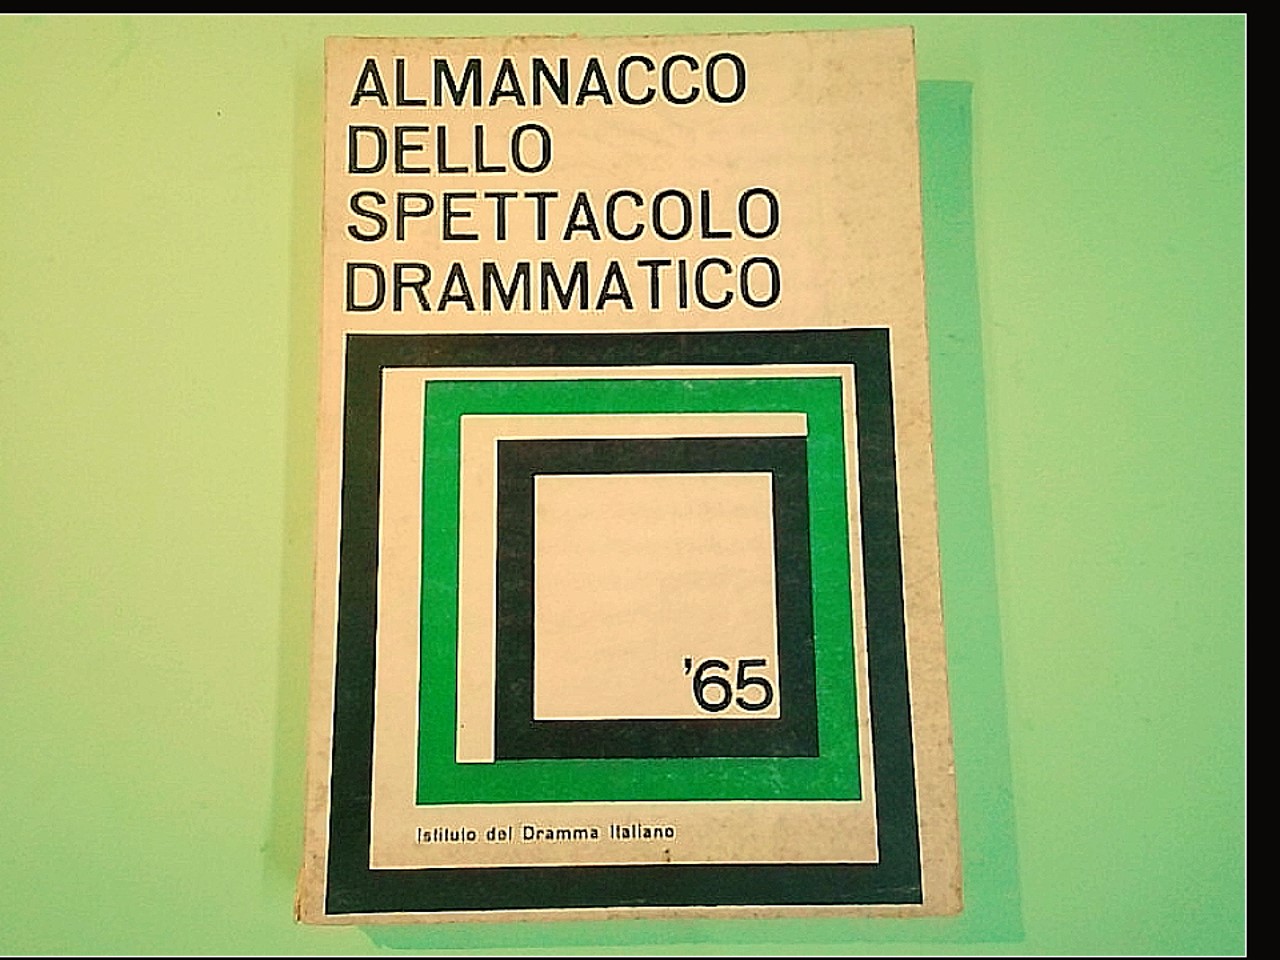 ALMANACCO
DELLO
SPETTACOLO
DRAMMATICO
'65
Istituto del Dramma Italiano